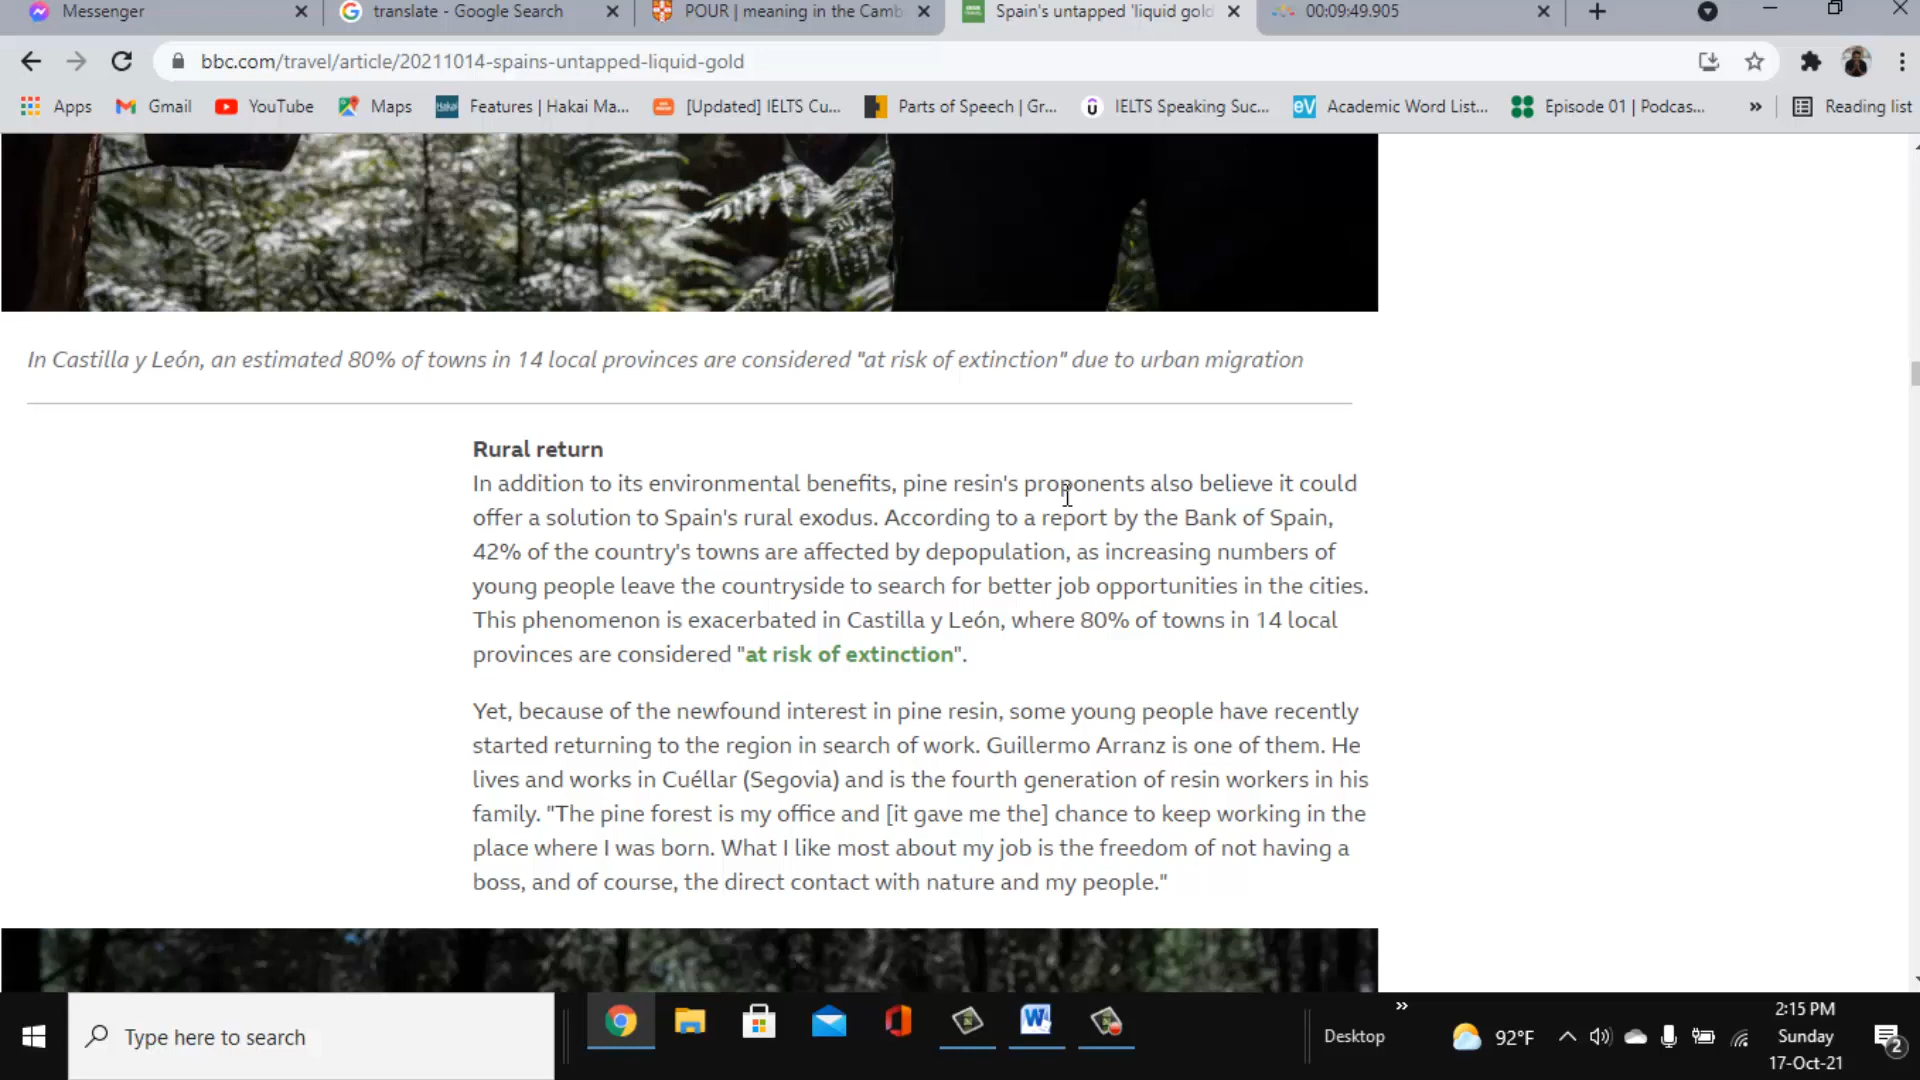 Messenger
translate - Google Search
POUR | meaning in the Camb
Spain's untapped 'liquid gold
00:09:49.905
bbc.com/travel/article/20211014-spains-untapped-liquid-gold
Apps
Gmail
YouTube
Maps
Hakai
Features | Hakai Ma...
[Updated] IELTS Cu...
Parts of Speech | Gr...
IELTS Speaking Suc...
eV
Academic Word List...
Episode 01 | Podcas...
»
Reading list
In Castilla y León, an estimated 80% of towns in 14 local provinces are considered "at risk of extinction" due to urban migration
Rural return
In addition to its environmental benefits, pine resin's proponents also believe it could
offer a solution to Spain's rural exodus. According to a report by the Bank of Spain,
42% of the country's towns are affected by depopulation, as increasing numbers of
young people leave the countryside to search for better job opportunities in the cities.
This phenomenon is exacerbated in Castilla y León, where 80% of towns in 14 local
provinces are considered "at risk of extinction".
Yet, because of the newfound interest in pine resin, some young people have recently
started returning to the region in search of work. Guillermo Arranz is one of them. He
lives and works in Cuéllar (Segovia) and is the fourth generation of resin workers in his
family. "The pine forest is my office and [it gave me the] chance to keep working in the
place where I was born. What I like most about my job is the freedom of not having a
boss, and of course, the direct contact with nature and my people."
Type here to search
Desktop
»
92°F
2:15 PM
Sunday
17-Oct-21
2